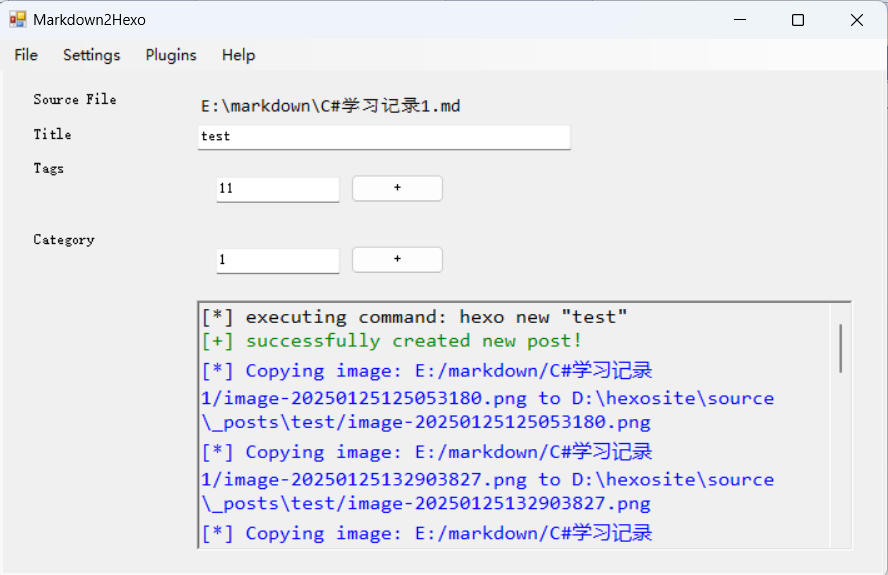 Markdown2Hexo
File Settings Plugins Help
Source File E:\markdown\C#学习记录1.md
Title test
Tags 11 +
Category 1 +
[*] executing command: hexo new "test"
[+] successfully created new post!
[*] Copying image: E:/markdown/C#学习记录
1/image-20250125125053180.png to D:\hexosite\source
\_posts\test/image-20250125125053180.png
[*] Copying image: E:/markdown/C#学习记录
1/image-20250125132903827.png to D:\hexosite\source
\_posts\test/image-20250125132903827.png
[*] Copying image: E:/markdown/C#学习记录